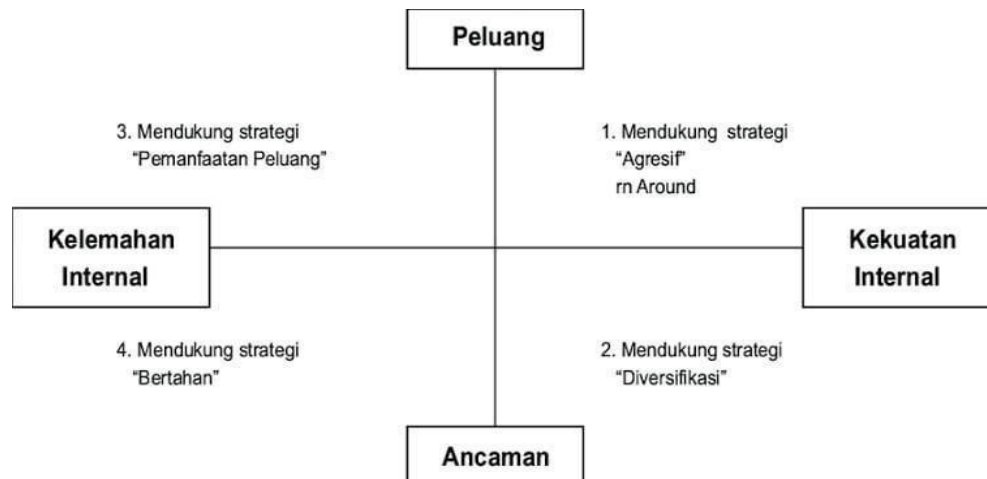 Peluang
3. Mendukung strategi
"Pemanfaatan Peluang"
1. Mendukung strategi
"Agresif"
rn Around
Kelemahan
Internal
Kekuatan
Internal
4. Mendukung strategi
"Bertahan"
2. Mendukung strategi
"Diversifikasi"
Ancaman